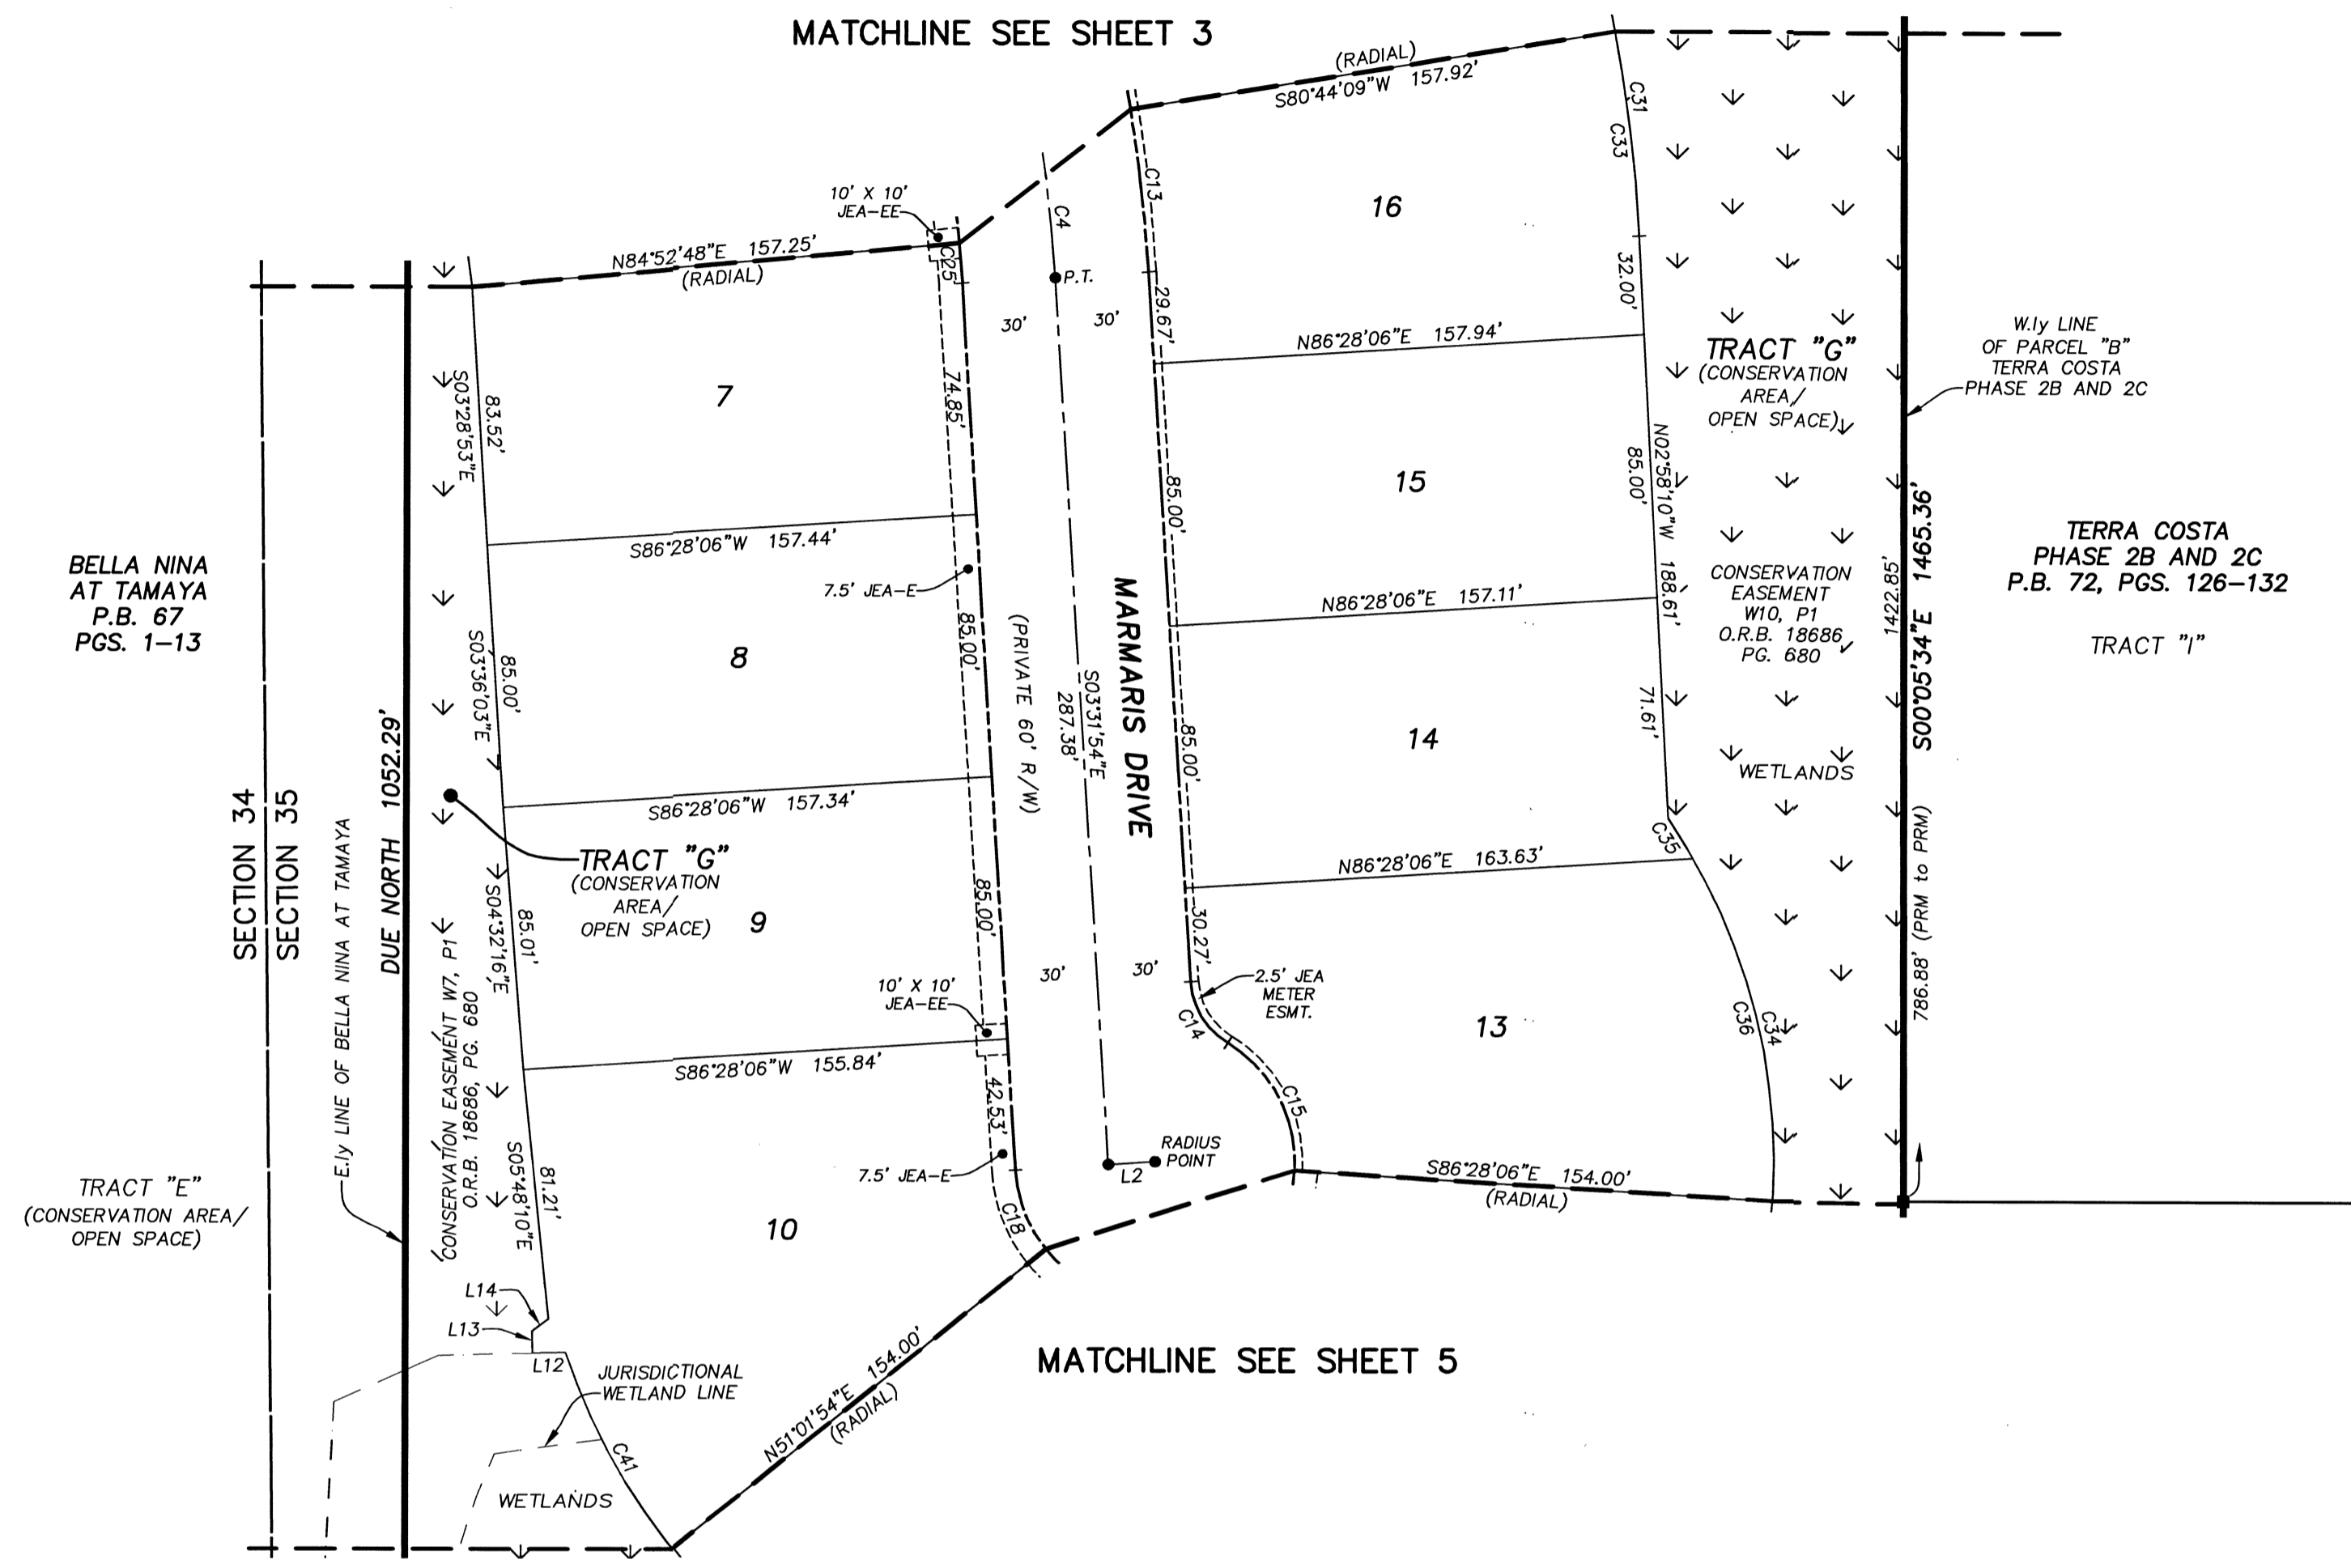 MATCHLINE SEE SHEET 3
(RADIAL)
S80°44'09"W 157.92'
C31
C33
C13
C4
16
10' X 10'
JEA-EE
N84°52'48"E 157.25'
(RADIAL)
C25
P.T.
30'
30'
29.67'
32.00'
N86°28'06"E 157.94'
TRACT "G"
(CONSERVATION
AREA/
OPEN SPACE)
W.ly LINE
OF PARCEL "B"
TERRA COSTA
PHASE 2B AND 2C
7
83.52'
S03°28'53"E
74.85'
15
85.00'
85.00'
N02°58'10"W 188.61'
S86°28'06"W 157.44'
7.5' JEA-E
BELLA NINA
AT TAMAYA
P.B. 67
PGS. 1-13
8
85.00'
S03°36'03"E
85.00'
(PRIVATE 60' R/W)
S03°31'54"E
287.38'
MARMARIS DRIVE
N86°28'06"E 157.11'
CONSERVATION
EASEMENT
W10, P1
O.R.B. 18686
PG. 680
1422.85'
S00°05'34"E 1465.36'
TERRA COSTA
PHASE 2B AND 2C
P.B. 72, PGS. 126-132
TRACT "I"
14
85.00'
71.61'
WETLANDS
S86°28'06"W 157.34'
SECTION 34
SECTION 35
E.ly LINE OF BELLA NINA AT TAMAYA
DUE NORTH 1052.29'
TRACT "G"
(CONSERVATION
AREA/
OPEN SPACE)
9
85.01'
S04°32'16"E
85.00'
N86°28'06"E 163.63'
C35
786.88' (PRM to PRM)
CONSERVATION EASEMENT W7, P1
O.R.B. 18686, PG. 680
10' X 10'
JEA-EE
30'
30'
30.27'
2.5' JEA
METER
ESMT.
C14
13
C36
C34
S86°28'06"W 155.84'
42.53'
C15
7.5' JEA-E
RADIUS
POINT
L2
S86°28'06"E 154.00'
(RADIAL)
TRACT "E"
(CONSERVATION AREA/
OPEN SPACE)
S05°48'10"E
81.21'
10
C18
L14
L13
L12
JURISDICTIONAL
WETLAND LINE
N51°01'54"E 154.00'
(RADIAL)
MATCHLINE SEE SHEET 5
C41
WETLANDS